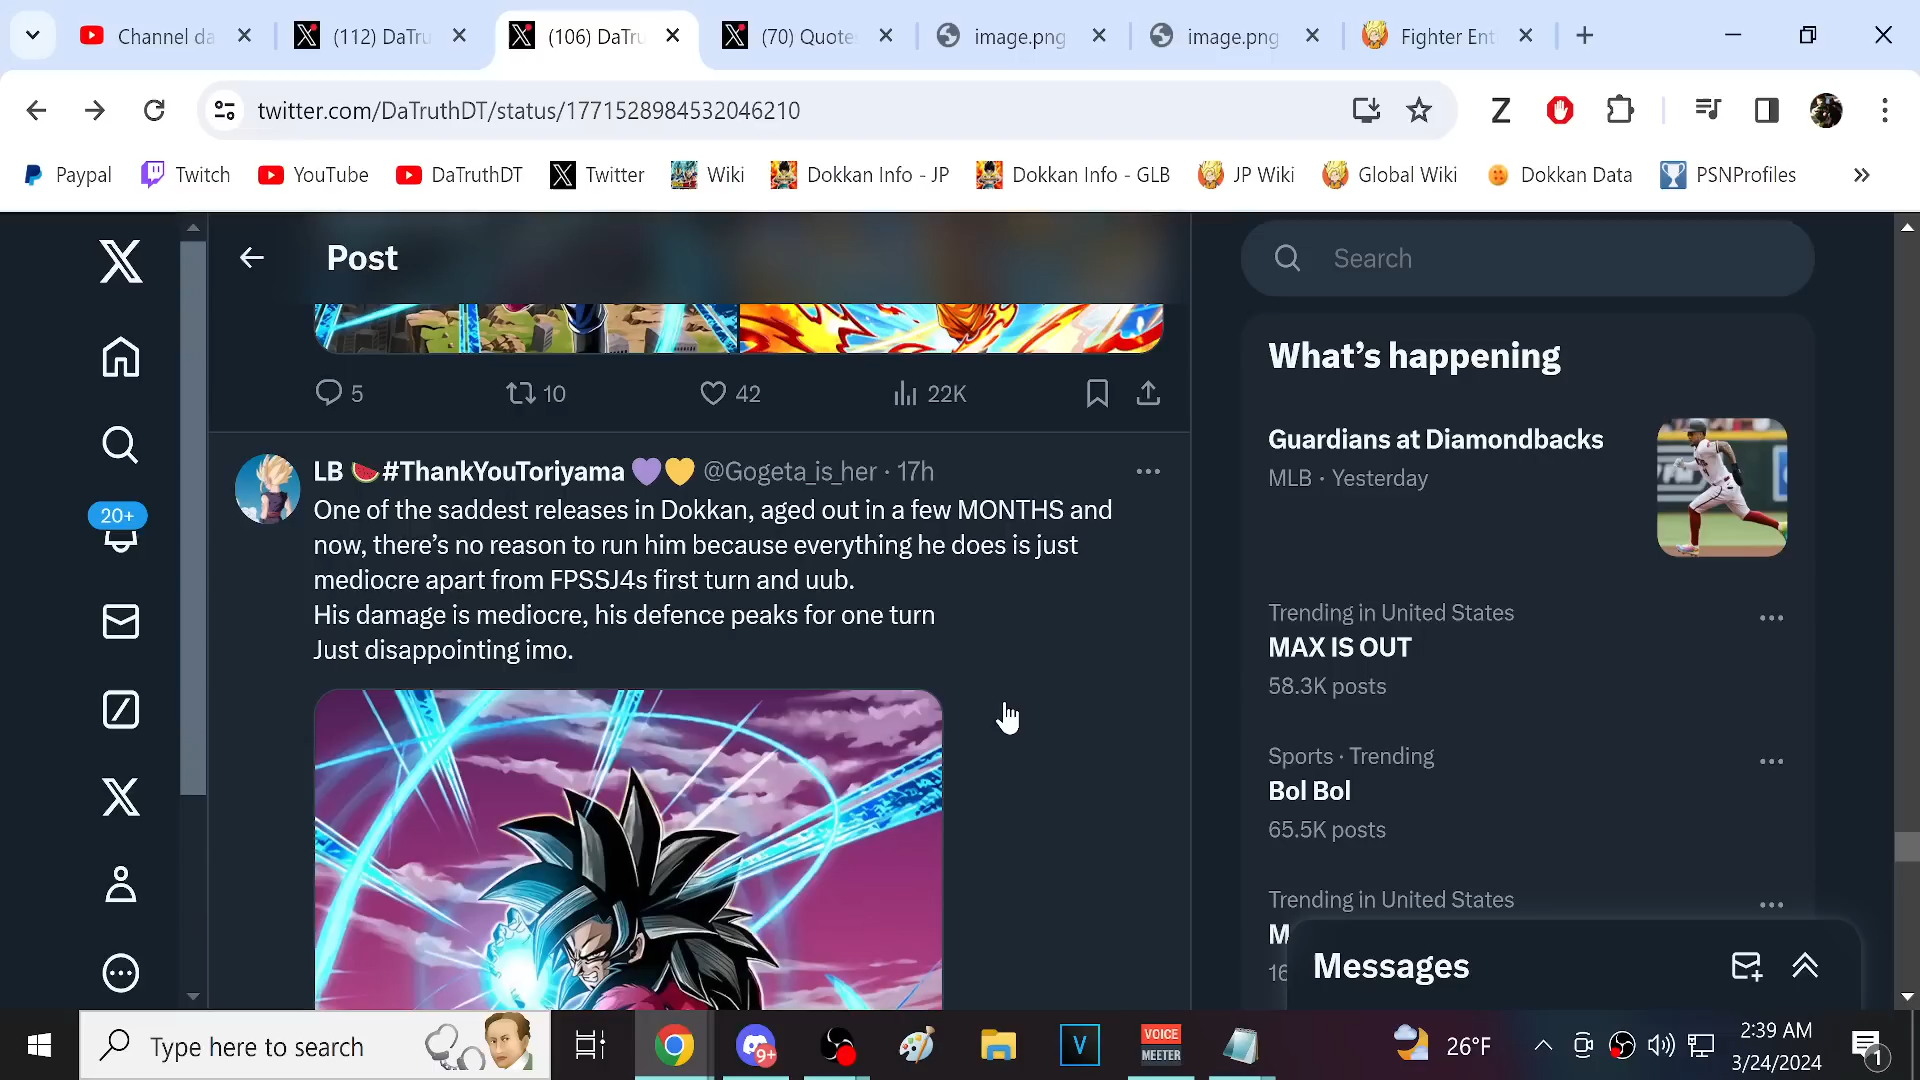 Channel da
(112) DaTru
(106) DaTru
(70) Quote
image.png
image.png
Fighter Ent
twitter.com/DaTruthDT/status/1771528984532046210
Paypal
Twitch
YouTube
DaTruthDT
Twitter
Wiki
Dokkan Info - JP
Dokkan Info - GLB
JP Wiki
Global Wiki
Dokkan Data
PSNProfiles
Post
5
10
42
22K
LB 🍉#ThankYouToriyama 💜💛 @Gogeta_is_her · 17h
One of the saddest releases in Dokkan, aged out in a few MONTHS and
now, there's no reason to run him because everything he does is just
mediocre apart from FPSSJ4s first turn and uub.
His damage is mediocre, his defence peaks for one turn
Just disappointing imo.
20+
Search
What's happening
Guardians at Diamondbacks
MLB · Yesterday
Trending in United States
MAX IS OUT
58.3K posts
Sports · Trending
Bol Bol
65.5K posts
Trending in United States
M
16
Messages
Type here to search
9+
V
VOICE
MEETER
26°F
2:39 AM
3/24/2024
1